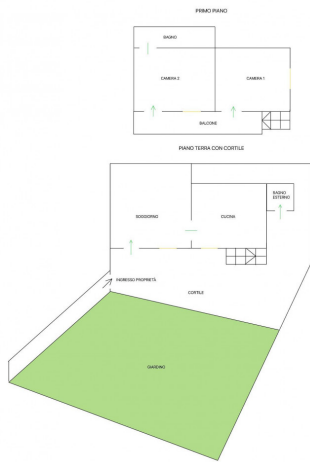 PRIMO PIANO
BAGNO
CAMERA 2
CAMERA 1
BALCONE
PIANO TERRA CON CORTILE
BAGNO
ESTERNO
SOGGIORNO
CUCINA
INGRESSO PROPRIETÀ
CORTILE
GIARDINO